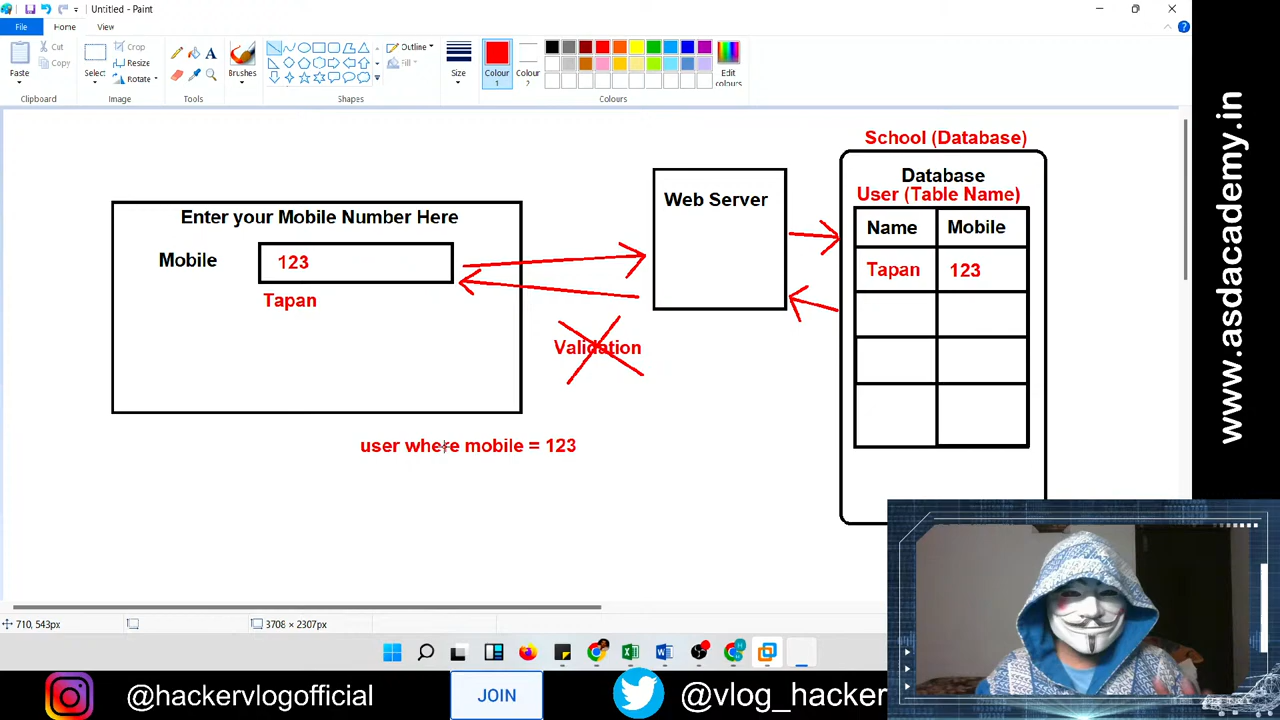 Untitled - Paint
File
Home
View
Paste
Cut
Copy
Clipboard
Select
Crop
Resize
Rotate
Image
Tools
Brushes
Shapes
Outline
Fill
Size
Colour
1
Colour
2
Edit
colours
Colours
School (Database)
Database
User (Table Name)
Name
Mobile
Tapan
123
Web Server
Enter your Mobile Number Here
Mobile
123
Tapan
Validation
user where mobile = 123
710, 543px
3708 × 2307px
www.asdacademy.in
@hackervlogofficial
JOIN
@vlog_hacker